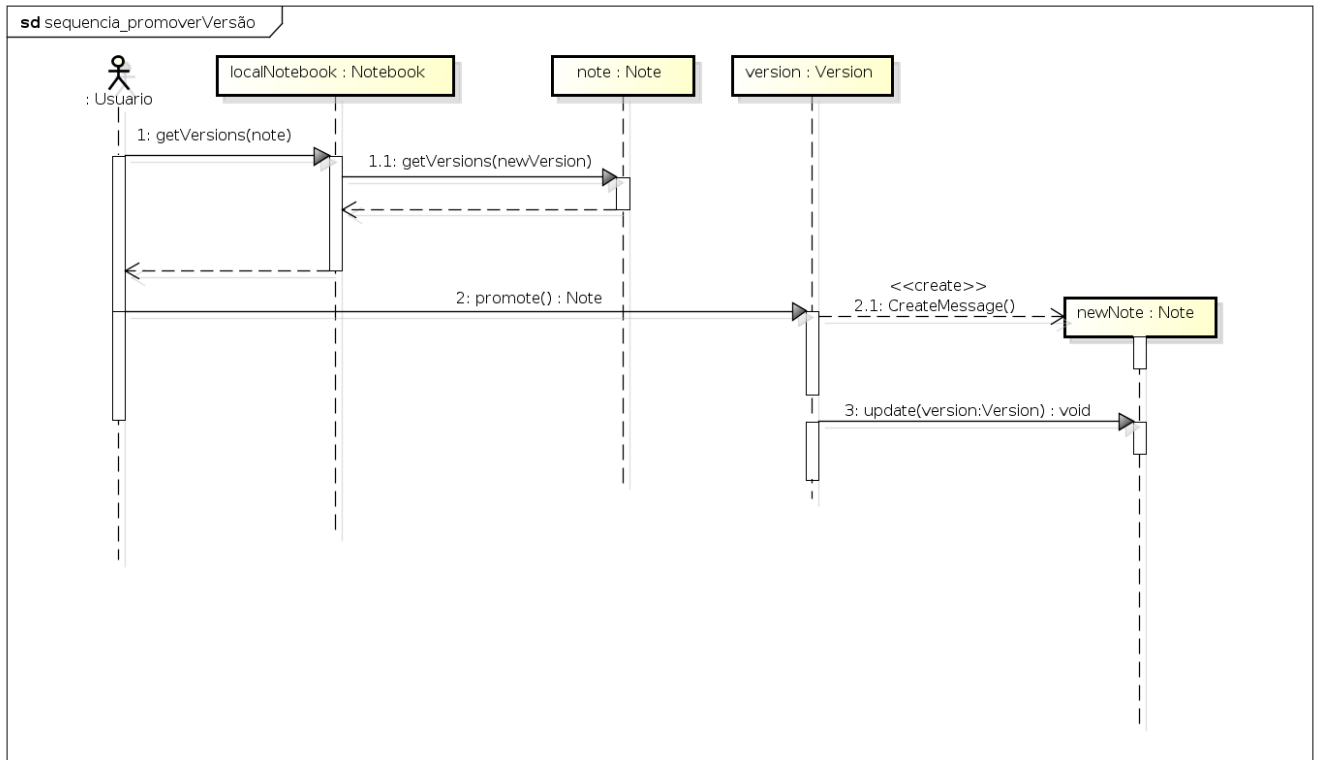 sd sequencia_promoverVersão
: Usuario
localNotebook : Notebook
note : Note
version : Version
1: getVersions(note)
1.1: getVersions(newVersion)
2: promote() : Note
<<create>>
2.1: CreateMessage()
newNote : Note
3: update(version:Version) : void